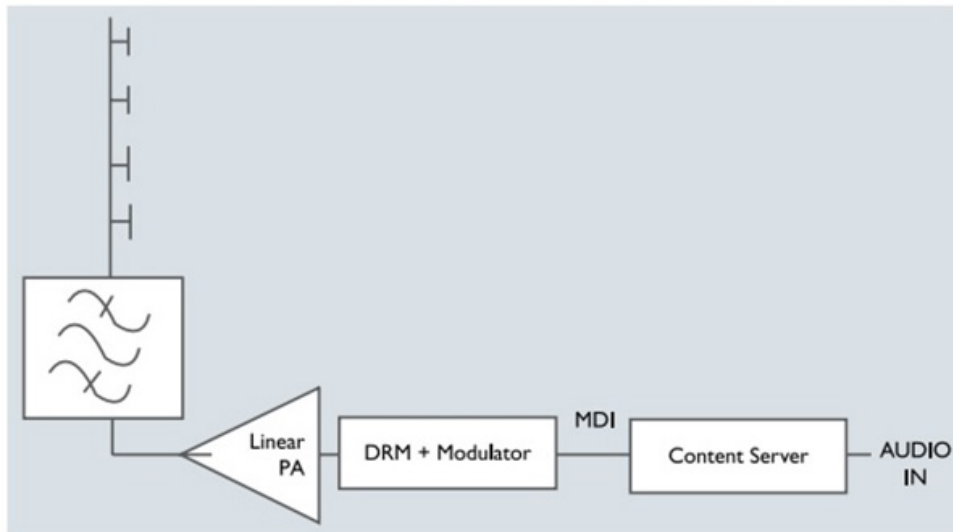 Linear
PA
DRM + Modulator
MDI
Content Server
AUDIO
IN